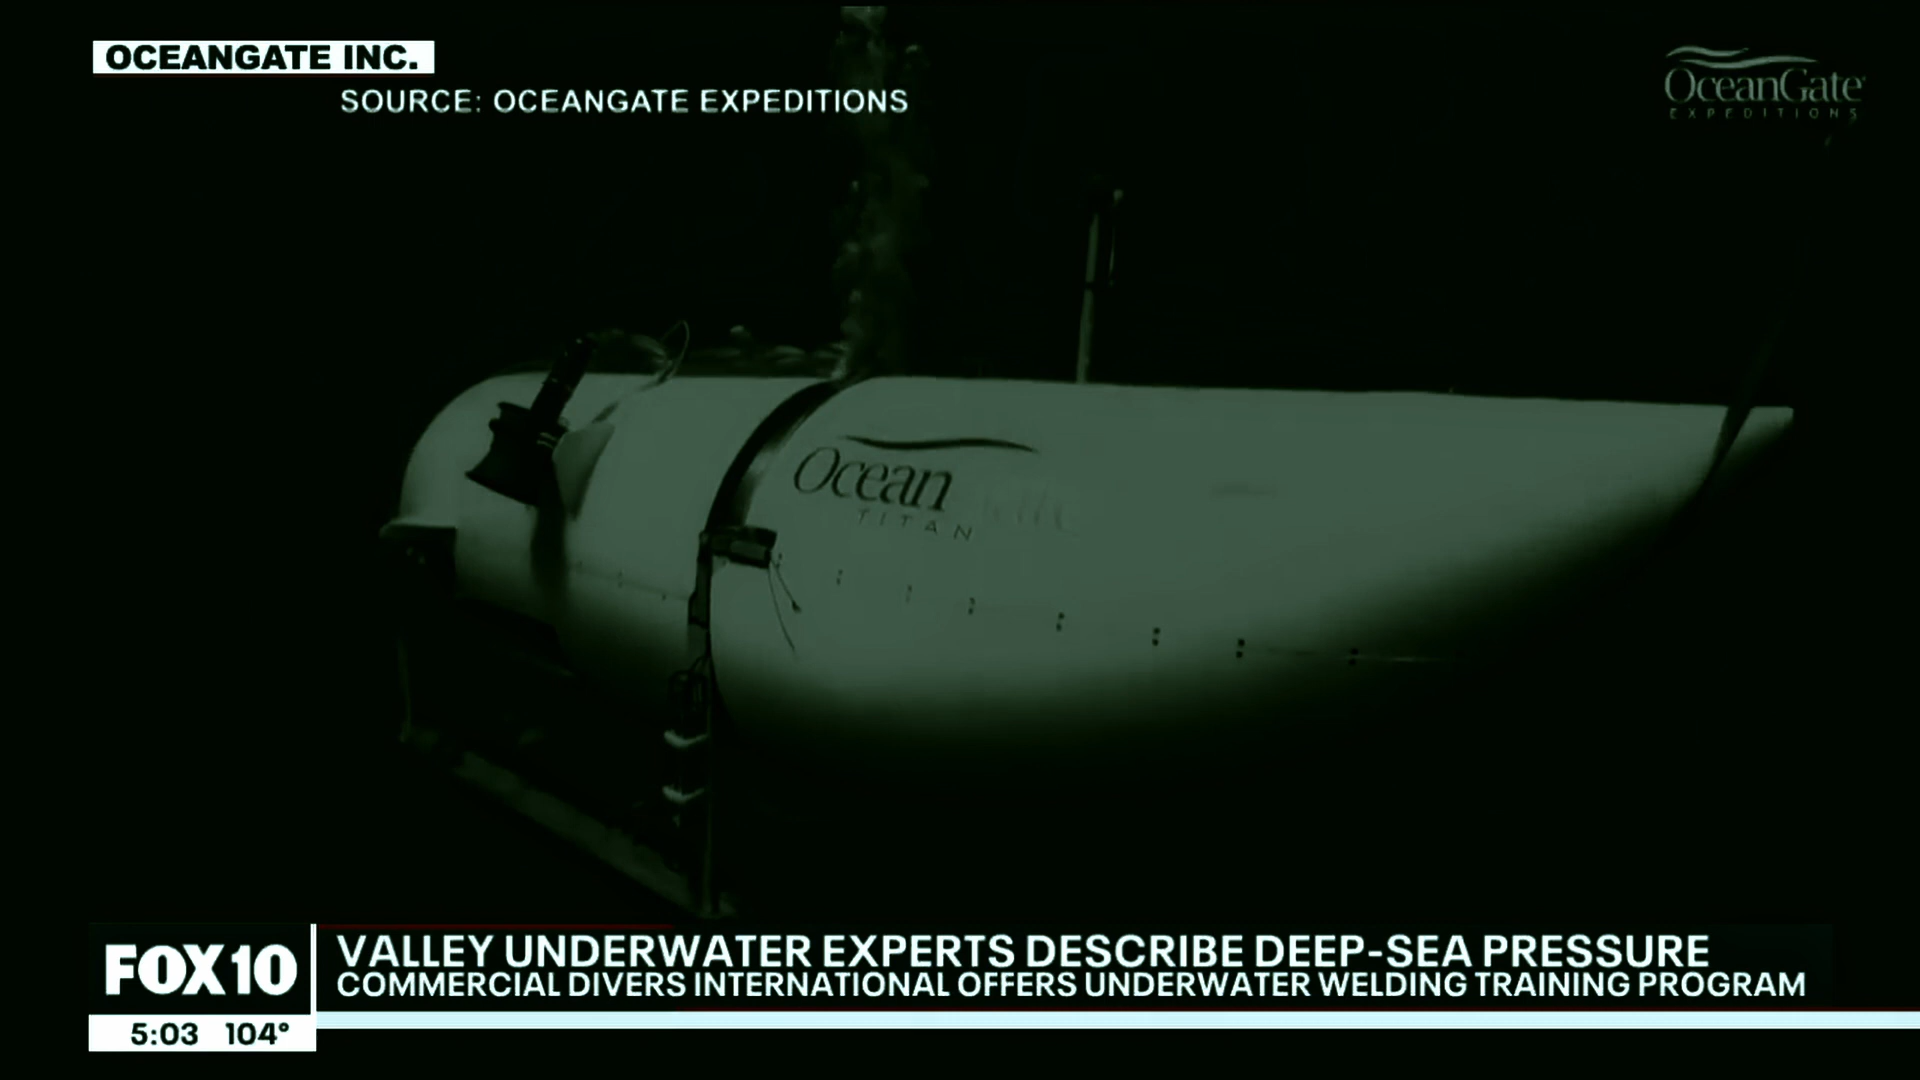 OCEANGATE INC.
SOURCE: OCEANGATE EXPEDITIONS
OceanGate
EXPEDITIONS
Ocean
TITAN
FOX 10
VALLEY UNDERWATER EXPERTS DESCRIBE DEEP-SEA PRESSURE
COMMERCIAL DIVERS INTERNATIONAL OFFERS UNDERWATER WELDING TRAINING PROGRAM
5:03 104°